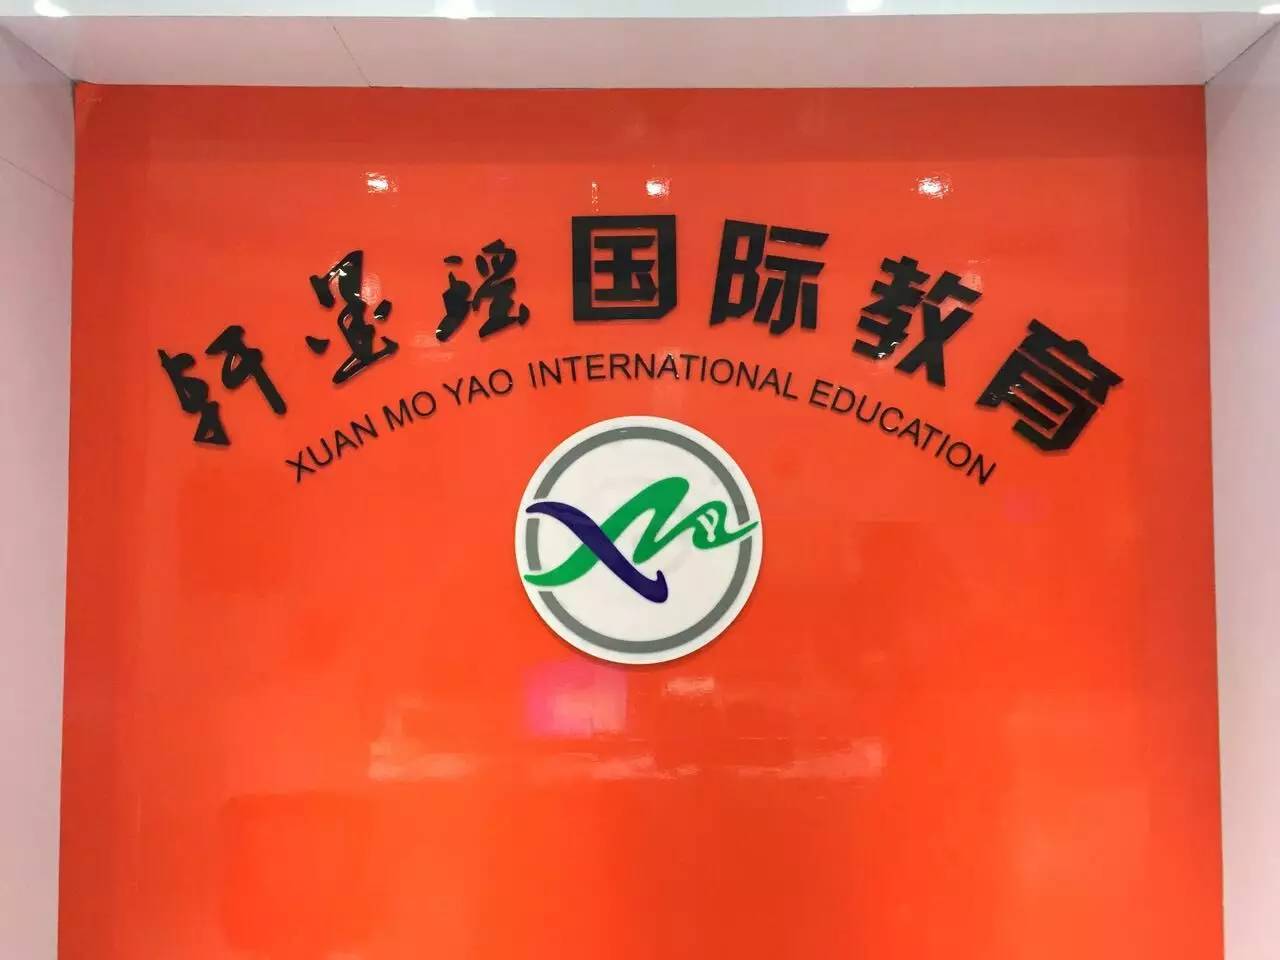 轩墨瑶国际教育
XUAN MO YAO INTERNATIONAL EDUCATION